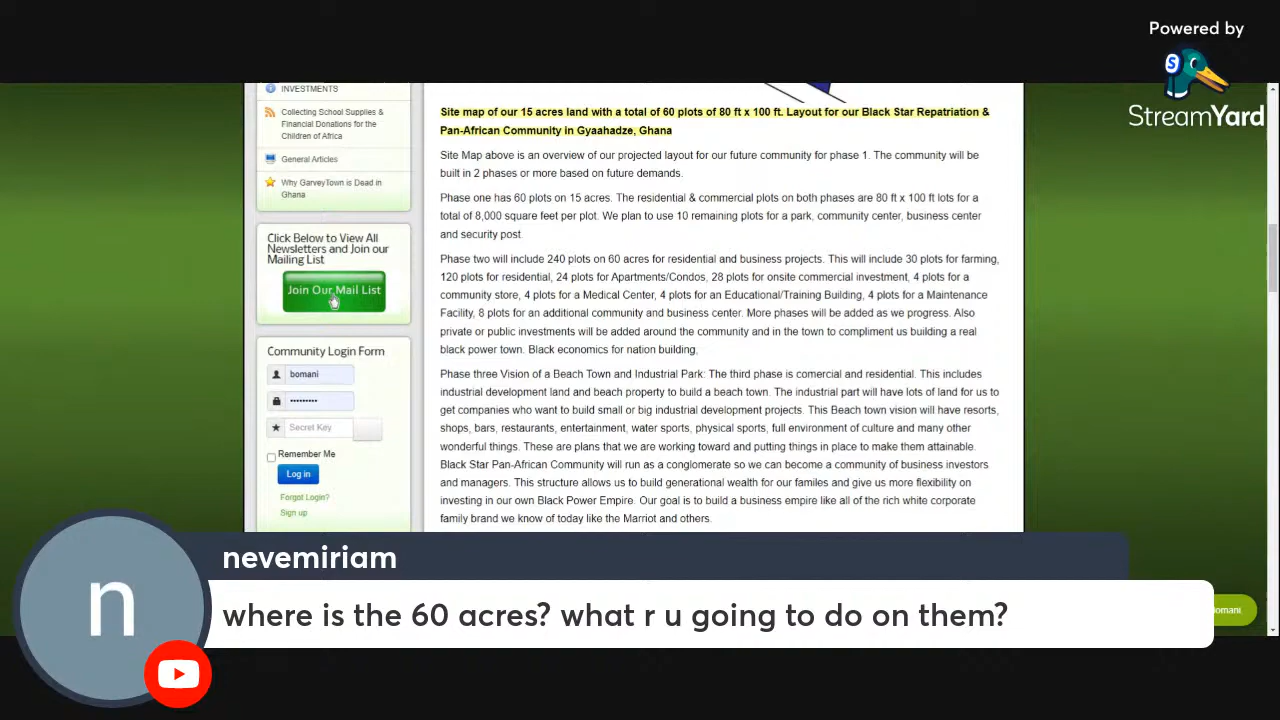 Powered by
S
StreamYard
INVESTMENTS
Collecting School Supplies &
Financial Donations for the
Children of Africa
General Articles
Why GarveyTown is Dead in
Ghana
Click Below to View All
Newsletters and Join our
Mailing List
Join Our Mail List
Community Login Form
bomani
•••••••••
Secret Key
Remember Me
Log in
Forgot Login?
Sign up
Site map of our 15 acres land with a total of 60 plots of 80 ft x 100 ft. Layout for our Black Star Repatriation &
Pan-African Community in Gyaahadze, Ghana
Site Map above is an overview of our projected layout for our future community for phase 1. The community will be
built in 2 phases or more based on future demands.
Phase one has 60 plots on 15 acres. The residential & commercial plots on both phases are 80 ft x 100 ft lots for a
total of 8,000 square feet per plot. We plan to use 10 remaining plots for a park, community center, business center
and security post.
Phase two will include 240 plots on 60 acres for residential and business projects. This will include 30 plots for farming,
120 plots for residential, 24 plots for Apartments/Condos, 28 plots for onsite commercial investment, 4 plots for a
community store, 4 plots for a Medical Center, 4 plots for an Educational/Training Building, 4 plots for a Maintenance
Facility, 8 plots for an additional community and business center. More phases will be added as we progress. Also
private or public investments will be added around the community and in the town to compliment us building a real
black power town. Black economics for nation building.
Phase three Vision of a Beach Town and Industrial Park: The third phase is comercial and residential. This includes
industrial development land and beach property to build a beach town. The industrial part will have lots of land for us to
get companies who want to build small or big industrial development projects. This Beach town vision will have resorts,
shops, bars, restaurants, entertainment, water sports, physical sports, full environment of culture and many other
wonderful things. These are plans that we are working toward and putting things in place to make them attainable.
Black Star Pan-African Community will run as a conglomerate so we can become a community of business investors
and managers. This structure allows us to build generational wealth for our familes and give us more flexibility on
investing in our own Black Power Empire. Our goal is to build a business empire like all of the rich white corporate
family brand we know of today like the Marriot and others.
omani.
n
nevemiriam
where is the 60 acres? what r u going to do on them?